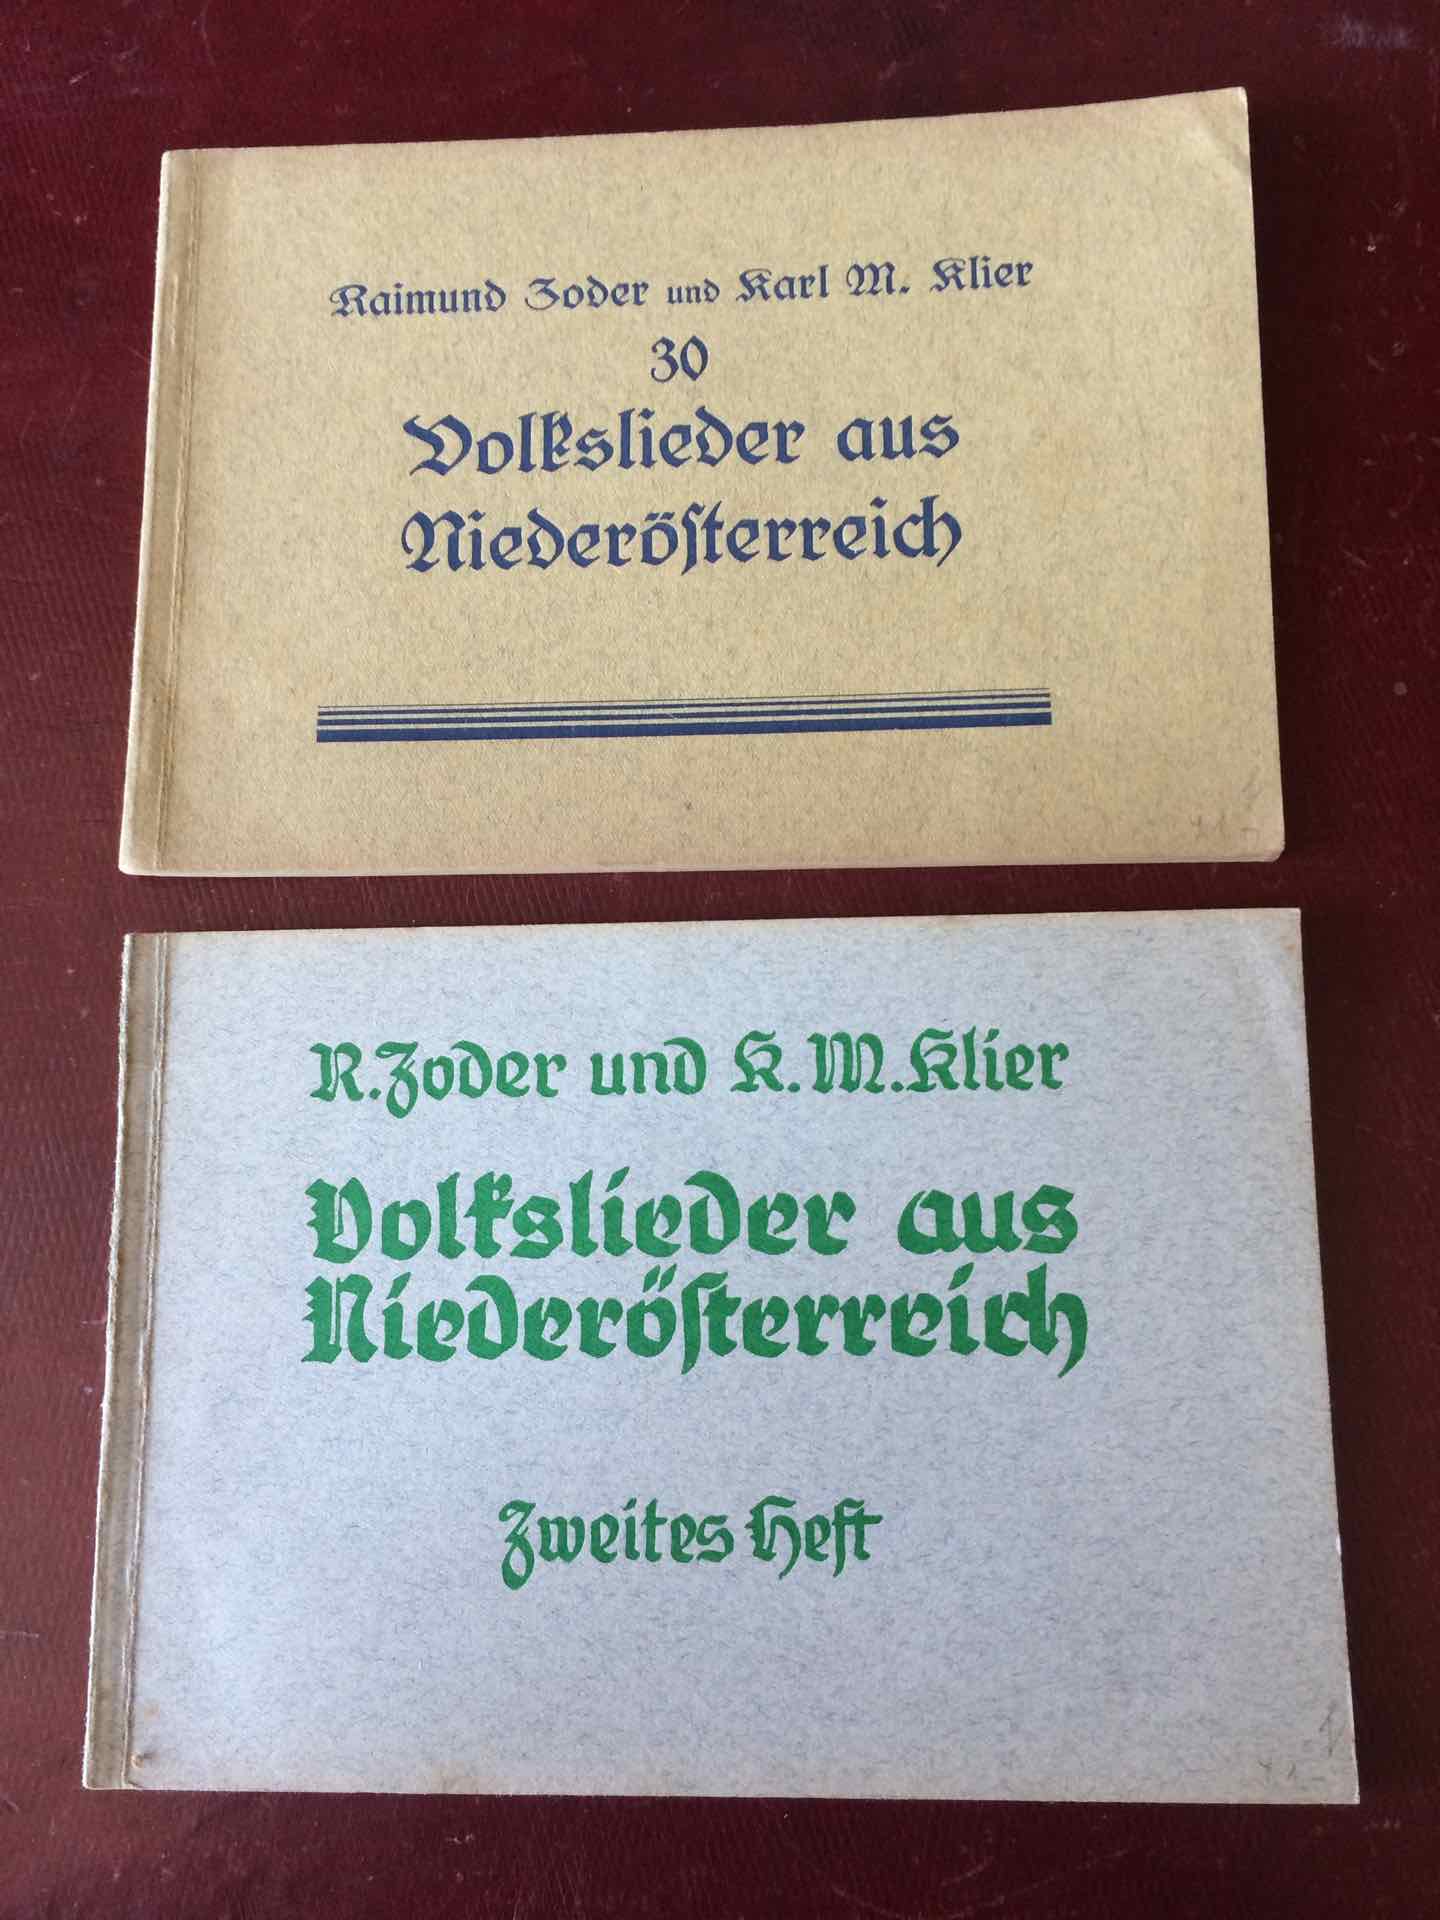 Raimund Zoder und Karl M. Klier
30
Volkslieder aus
Niederösterreich
R. Zoder und K. M. Klier
Volkslieder aus
Niederösterreich
Zweites Heft